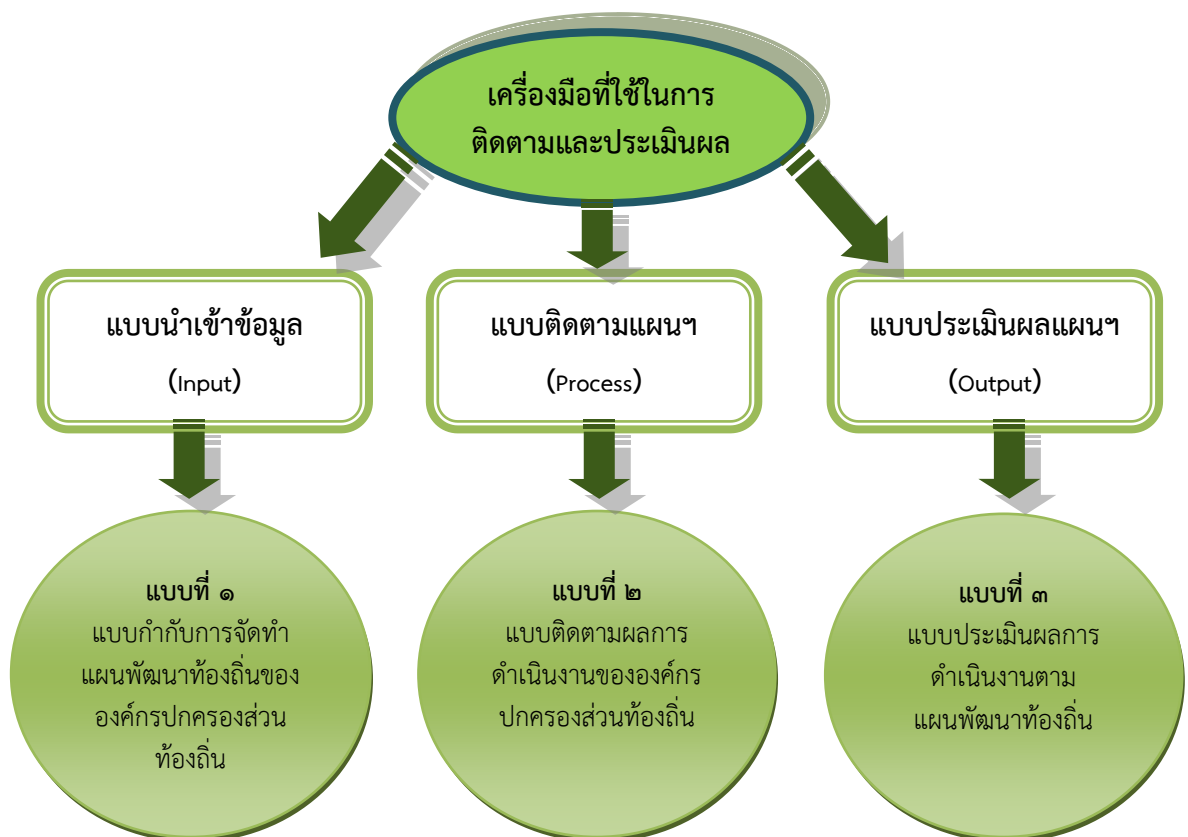 เครื่องมือที่ใช้ในการ
ติดตามและประเมินผล
แบบนำเข้าข้อมูล
(Input)
แบบติดตามแผนฯ
(Process)
แบบประเมินผลแผนฯ
(Output)
แบบที่ ๑
แบบกำกับการจัดทำ
แผนพัฒนาท้องถิ่นของ
องค์กรปกครองส่วน
ท้องถิ่น
แบบที่ ๒
แบบติดตามผลการ
ดำเนินงานขององค์กร
ปกครองส่วนท้องถิ่น
แบบที่ ๓
แบบประเมินผลการ
ดำเนินงานตาม
แผนพัฒนาท้องถิ่น